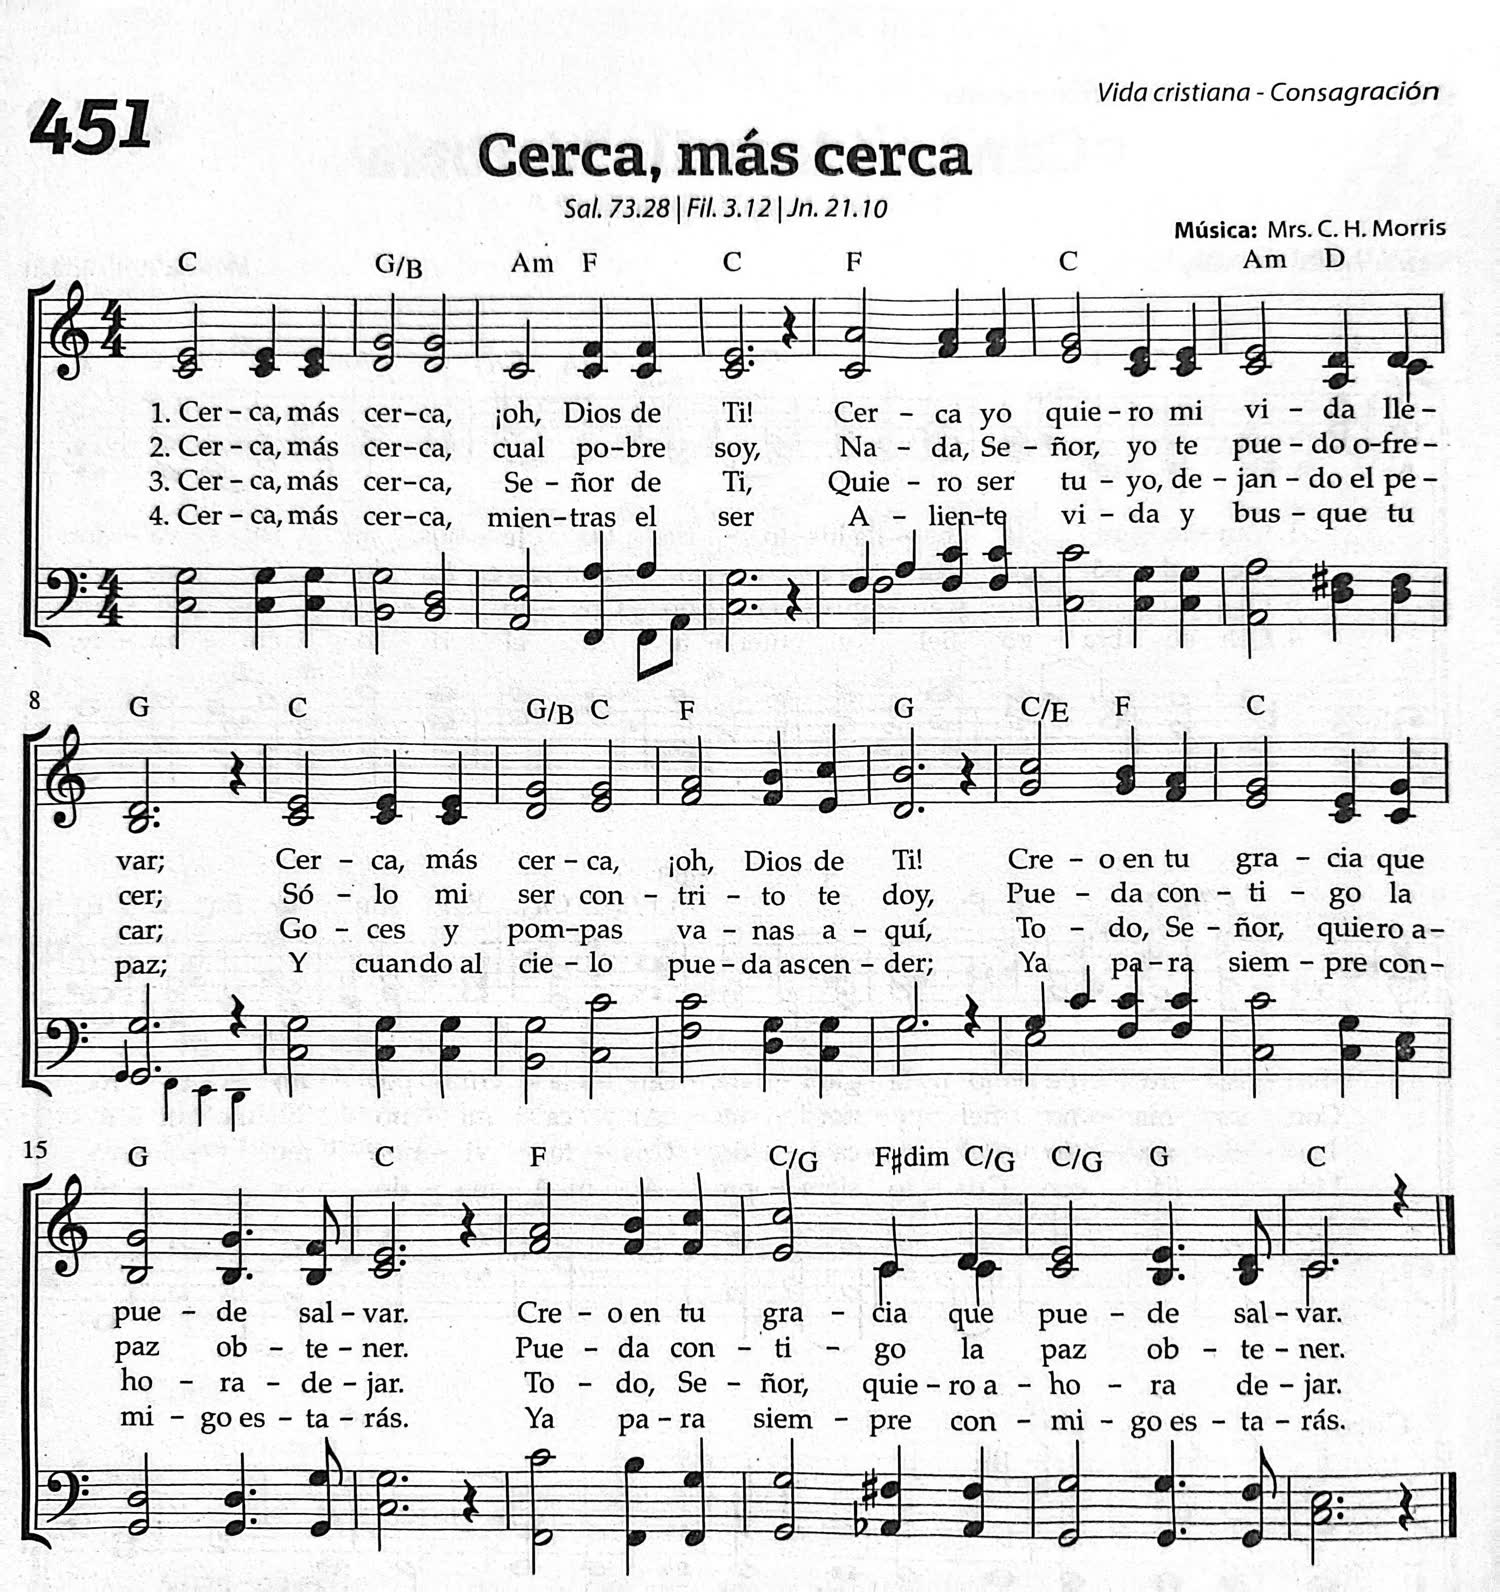 Vida cristiana - Consagración
451
Cerca, más cerca
Sal. 73.28 | Fil. 3.12 | Jn. 21.10
Música: Mrs. C. H. Morris
C G/B Am F C F C Am D
1. Cer – ca, más cer–ca, ¡oh, Dios de Ti! Cer – ca yo quie–ro mi vi – da lle–
2. Cer – ca, más cer–ca, cual po–bre soy, Na – da, Se – ñor, yo te pue – do o–fre–
3. Cer – ca, más cer–ca, Se – ñor de Ti, Quie – ro ser tu – yo, de – jan – do el pe–
4. Cer – ca, más cer–ca, mien–tras el ser A – lien–te vi – da y bus – que tu
8 G C G/B C F G C/E F C
var; Cer – ca, más cer – ca, ¡oh, Dios de Ti! Cre – o en tu gra – cia que
cer; Só – lo mi ser con – tri – to te doy, Pue – da con – ti – go la
car; Go – ces y pom–pas va – nas a – quí, To – do, Se – ñor, quiero a–
paz; Y cuando al cie – lo pue – da ascen – der; Ya pa – ra siem – pre con–
15 G C F C/G F♯dim C/G C/G G C
pue – de sal – var. Cre – o en tu gra – cia que pue – de sal – var.
paz ob – te – ner. Pue – da con – ti – go la paz ob – te – ner.
ho – ra – de – jar. To – do, Se – ñor, quie – ro a – ho – ra de – jar.
mi – go es – ta – rás. Ya pa – ra siem – pre con – mi – go es – ta – rás.